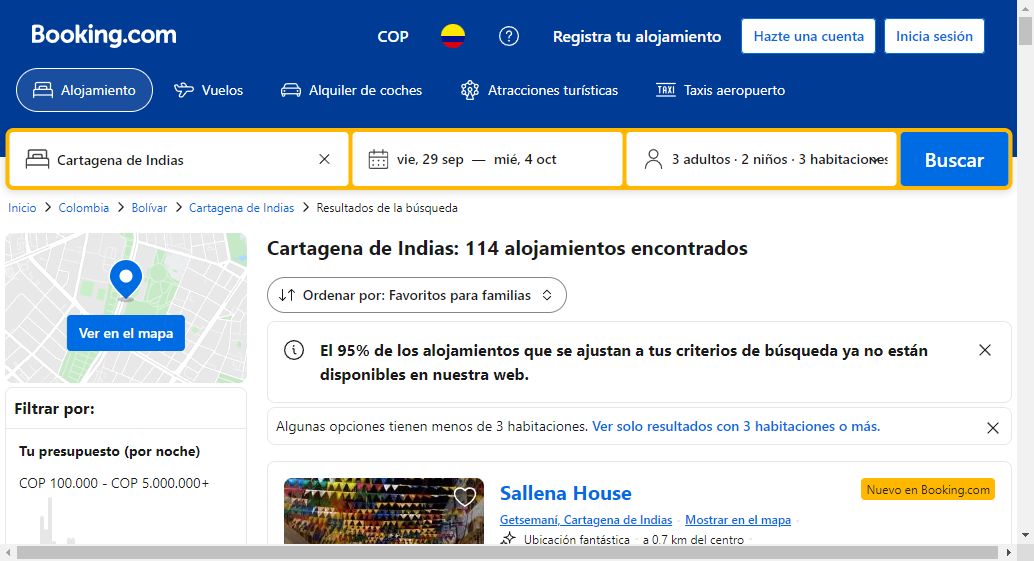 Booking.com
COP
Registra tu alojamiento
Hazte una cuenta
Inicia sesión
Alojamiento
Vuelos
Alquiler de coches
Atracciones turísticas
TAXI
Taxis aeropuerto
Cartagena de Indias
vie, 29 sep — mié, 4 oct
3 adultos · 2 niños · 3 habitaciones
Buscar
Inicio > Colombia > Bolívar > Cartagena de Indias > Resultados de la búsqueda
Ver en el mapa
Filtrar por:
Tu presupuesto (por noche)
COP 100.000 - COP 5.000.000+
Cartagena de Indias: 114 alojamientos encontrados
Ordenar por: Favoritos para familias
El 95% de los alojamientos que se ajustan a tus criterios de búsqueda ya no están
disponibles en nuestra web.
Algunas opciones tienen menos de 3 habitaciones. Ver solo resultados con 3 habitaciones o más.
Sallena House
Nuevo en Booking.com
Getsemaní, Cartagena de Indias · Mostrar en el mapa ·
Ubicación fantástica · a 0.7 km del centro ·